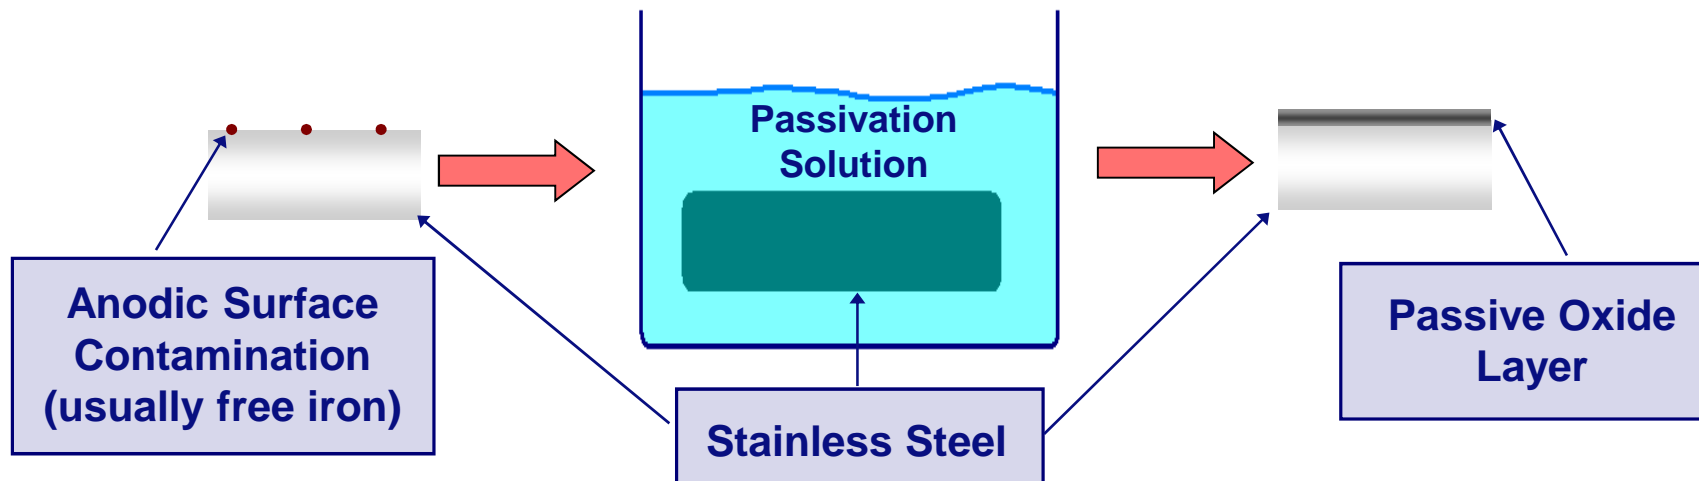 Passivation
Solution
Anodic Surface
Contamination
(usually free iron)
Stainless Steel
Passive Oxide
Layer